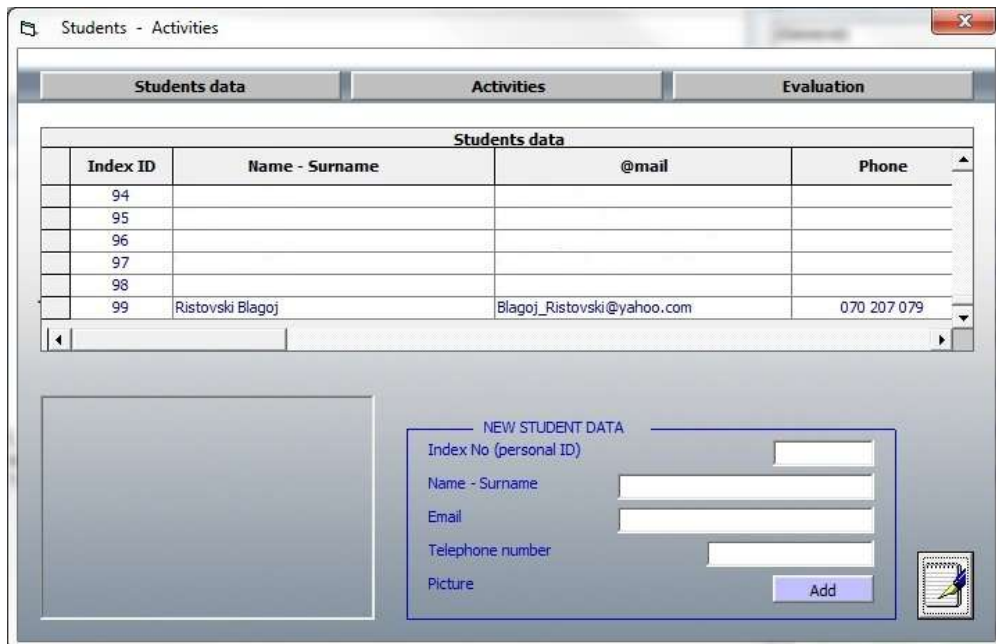 Students - Activities
Students data Activities Evaluation
Students data
Index ID Name - Surname @mail Phone
94
95
96
97
98
99 Ristovski Blagoj Blagoj_Ristovski@yahoo.com 070 207 079
NEW STUDENT DATA
Index No (personal ID)
Name - Surname
Email
Telephone number
Picture Add